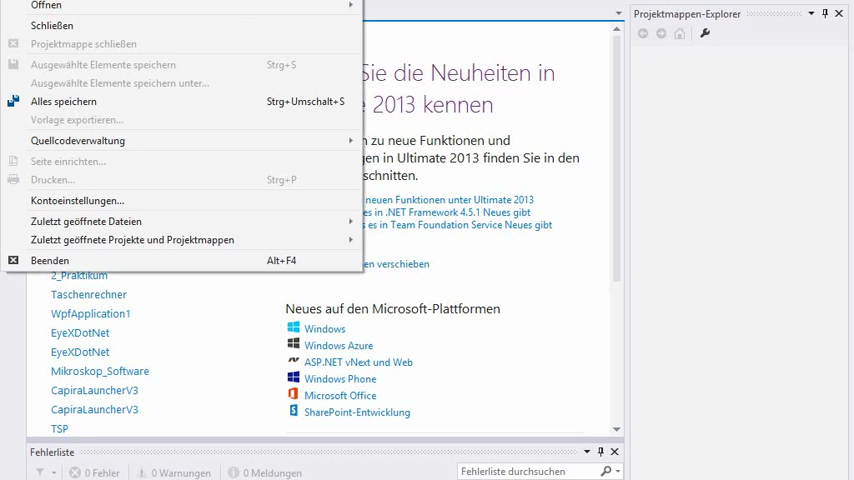 Öffnen
Schließen
Projektmappe schließen
Ausgewählte Elemente speichern Strg+S
Ausgewählte Elemente speichern unter...
Alles speichern Strg+Umschalt+S
Vorlage exportieren...
Quellcodeverwaltung
Seite einrichten...
Drucken... Strg+P
Kontoeinstellungen...
Zuletzt geöffnete Dateien
Zuletzt geöffnete Projekte und Projektmappen
Beenden Alt+F4
2_Praktikum
Taschenrechner
WpfApplication1
EyeXDotNet
EyeXDotNet
Mikroskop_Software
CapiraLauncherV3
CapiraLauncherV3
TSP
Sie die Neuheiten in
2013 kennen
zu neue Funktionen und
in Ultimate 2013 finden Sie in den
neuen Funktionen unter Ultimate 2013
es in .NET Framework 4.5.1 Neues gibt
es in Team Foundation Service Neues gibt
verschieben
Neues auf den Microsoft-Plattformen
Windows
Windows Azure
ASP.NET vNext und Web
Windows Phone
Microsoft Office
SharePoint-Entwicklung
Projektmappen-Explorer
Fehlerliste
0 Fehler 0 Warnungen 0 Meldungen Fehlerliste durchsuchen